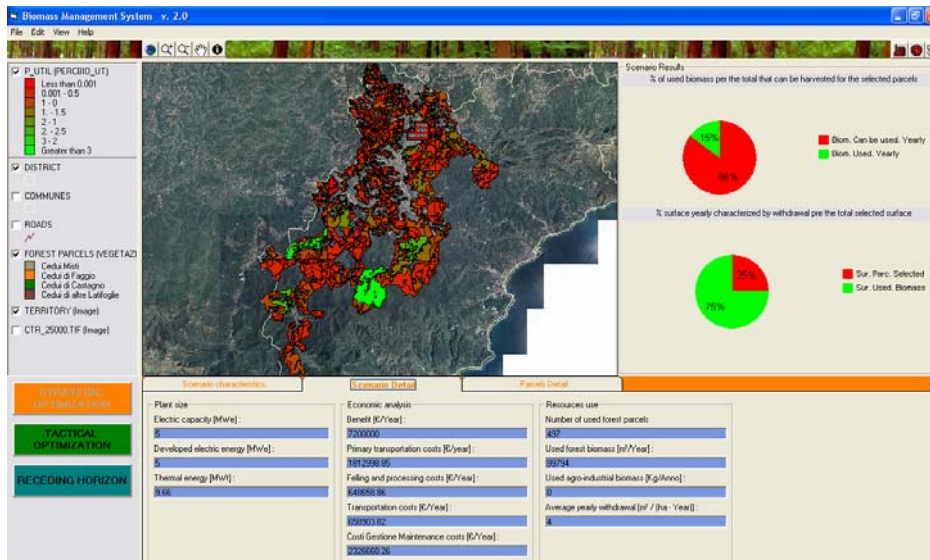 Biomass Management System v. 2.0
File Edit View Help
P_UTIL (PERCBIO_UT)
Less than 0.001
0.001 - 0.5
1 - 0
1. - 1.5
2 - 1
2. - 2.5
3 - 2
Greater than 3
DISTRICT
COMMUNES
ROADS
FOREST PARCELS (VEGETAZI
Cedui Misti
Cedui di Faggio
Cedui di Castagno
Cedui di altre Latifoglie
TERRITORY (Image)
CTR_25000.TIF (Image)
STRATEGIC
OPTIMIZATION
TACTICAL
OPTIMIZATION
RECEDING HORIZON
Scenario Results
% of used biomass per the total that can be harvested for the selected parcels
15%
Biom. Can be used. Yearly
Biom. Used. Yearly
% surface yearly characterized by withdrawal pre the total selected surface
25%
75%
Sur. Parc. Selected
Sur. Used. Biomass
Scenario characteristics
Scenario Detail
Parcels Detail
Plant size
Electric capacity [MWe] :
5
Developed electric energy [MWe] :
5
Thermal energy [MWt] :
9.66
Economic analysis
Benefit [€/Year] :
7200000
Primary transportation costs [€/year] :
1812998.85
Felling and processing costs [€/Year] :
648658.86
Transportation costs [€/Year] :
658903.82
Costi Gestione Maintenance costs [€/Year] :
2326660.26
Resources use
Number of used forest parcels
497
Used forest biomass [m³/Year] :
99794
Used agro-industrial biomass [Kg/Anno] :
0
Average yearly withdrawal [m³ / (ha · Year)] :
4